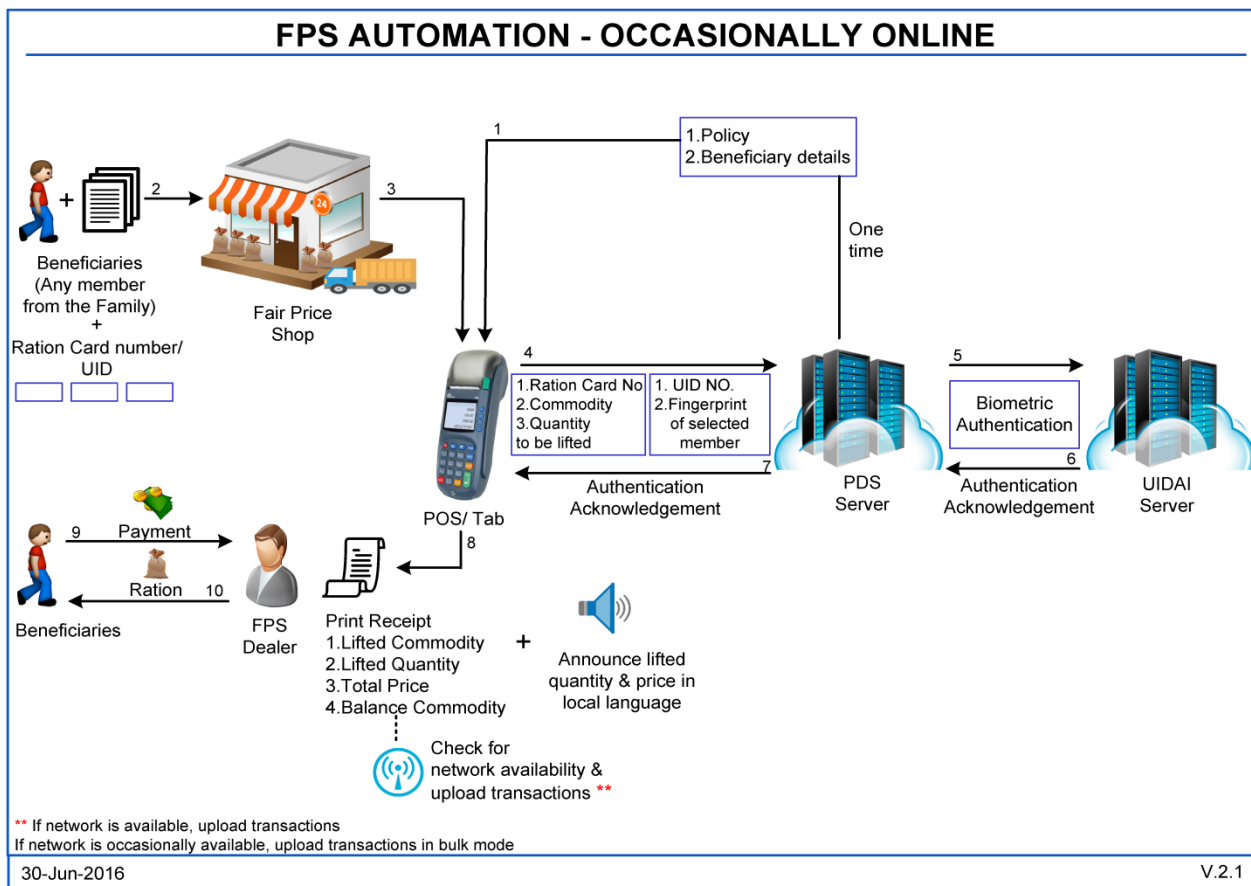 FPS AUTOMATION - OCCASIONALLY ONLINE
1
1.Policy
2.Beneficiary details
2
24
3
One
time
Beneficiaries
(Any member
from the Family)
+
Ration Card number/
UID
Fair Price
Shop
4
1.Ration Card No
2.Commodity
3.Quantity
to be lifted
1. UID NO.
2.Fingerprint
of selected
member
5
Biometric
Authentication
6
7
Authentication
Acknowledgement
PDS
Server
Authentication
Acknowledgement
UIDAI
Server
POS/ Tab
8
9
Payment
Ration
10
Beneficiaries
FPS
Dealer
Print Receipt
1.Lifted Commodity
2.Lifted Quantity
3.Total Price
4.Balance Commodity
+
Announce lifted
quantity & price in
local language
Check for
network availability &
upload transactions **
** If network is available, upload transactions
If network is occasionally available, upload transactions in bulk mode
30-Jun-2016
V.2.1